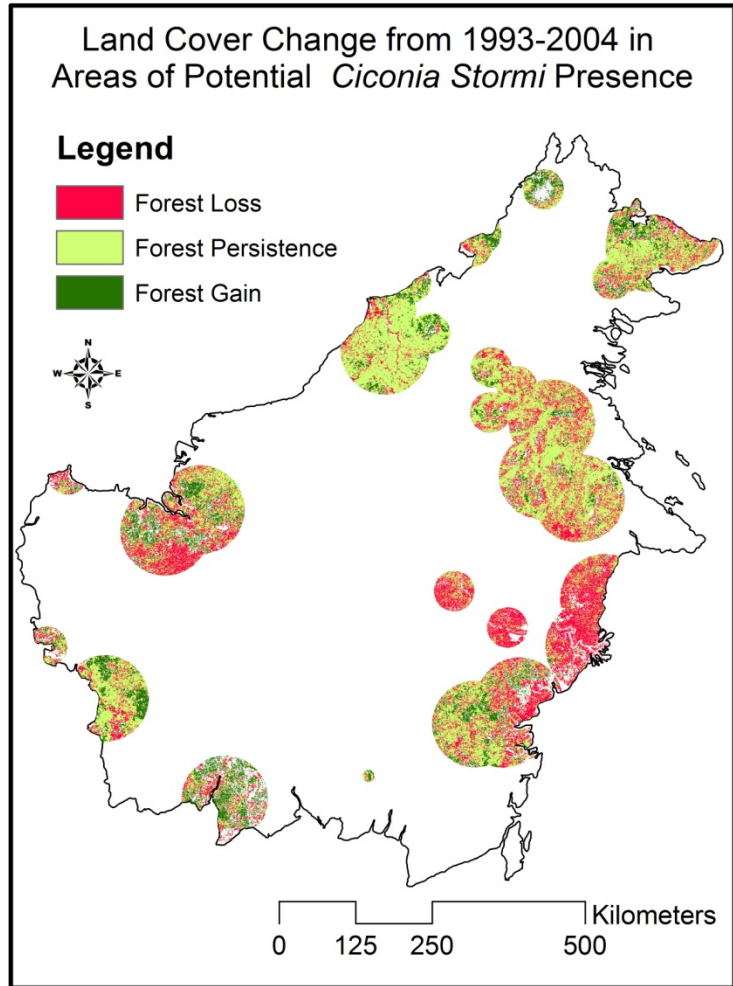 Land Cover Change from 1993-2004 in
Areas of Potential Ciconia Stormi Presence
Legend
Forest Loss
Forest Persistence
Forest Gain
N
W E
S
Kilometers
0 125 250 500